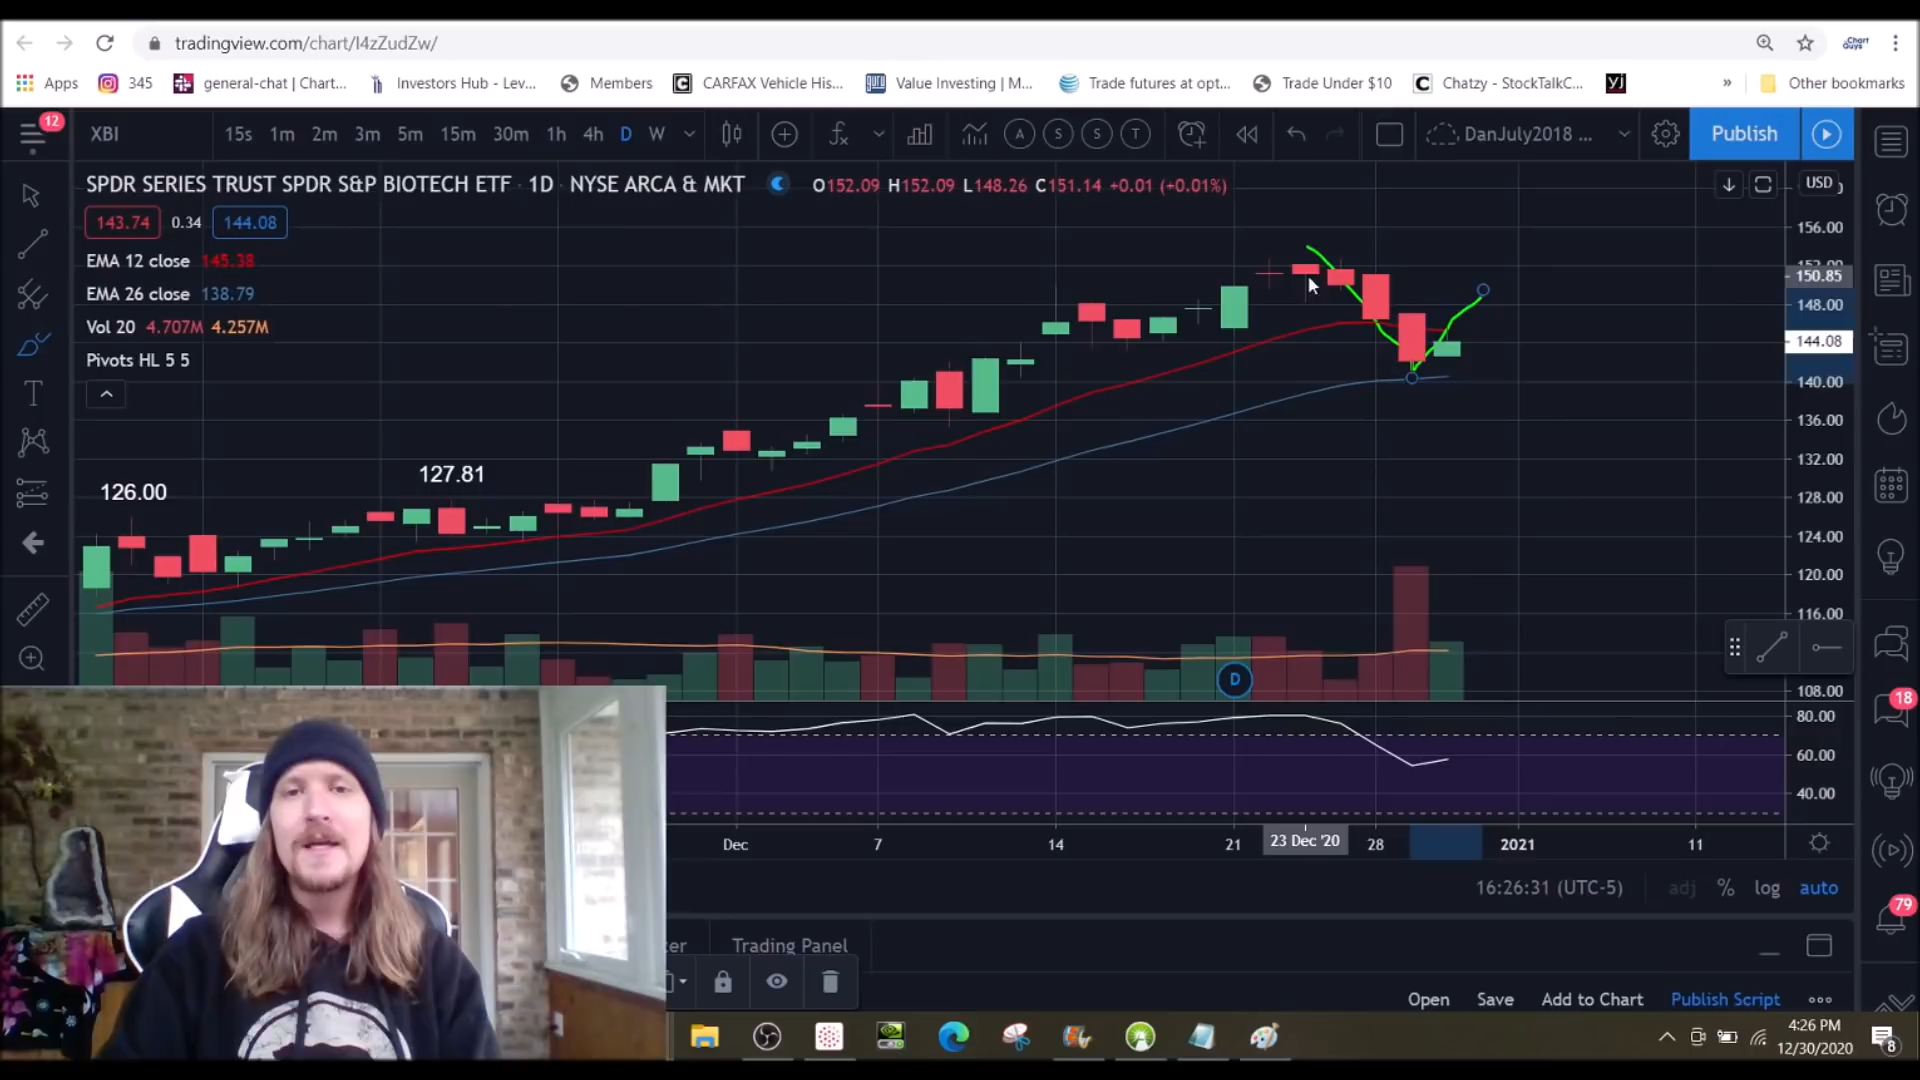 tradingview.com/chart/I4zZudZw/
Chart Guys
Apps 345 general-chat | Chart... Investors Hub - Lev... Members CARFAX Vehicle His... Value Investing | M... Trade futures at opt... Trade Under $10 Chatzy - StockTalkC... » Other bookmarks
12 XBI 15s 1m 2m 3m 5m 15m 30m 1h 4h D W A S S T DanJuly2018 ... Publish
SPDR SERIES TRUST SPDR S&P BIOTECH ETF · 1D · NYSE ARCA & MKT O152.09 H152.09 L148.26 C151.14 +0.01 (+0.01%) USD
143.74 0.34 144.08
156.00
EMA 12 close 145.38
150.85
EMA 26 close 138.79
148.00
Vol 20 4.707M 4.257M
144.08
Pivots HL 5 5
140.00
136.00
132.00
127.81
126.00
128.00
124.00
120.00
116.00
D
108.00
18
80.00
60.00
40.00
Dec 7 14 21 23 Dec '20 28 2021 11
16:26:31 (UTC-5) adj % log auto
79
Trading Panel
Open Save Add to Chart Publish Script
4:26 PM
12/30/2020
8